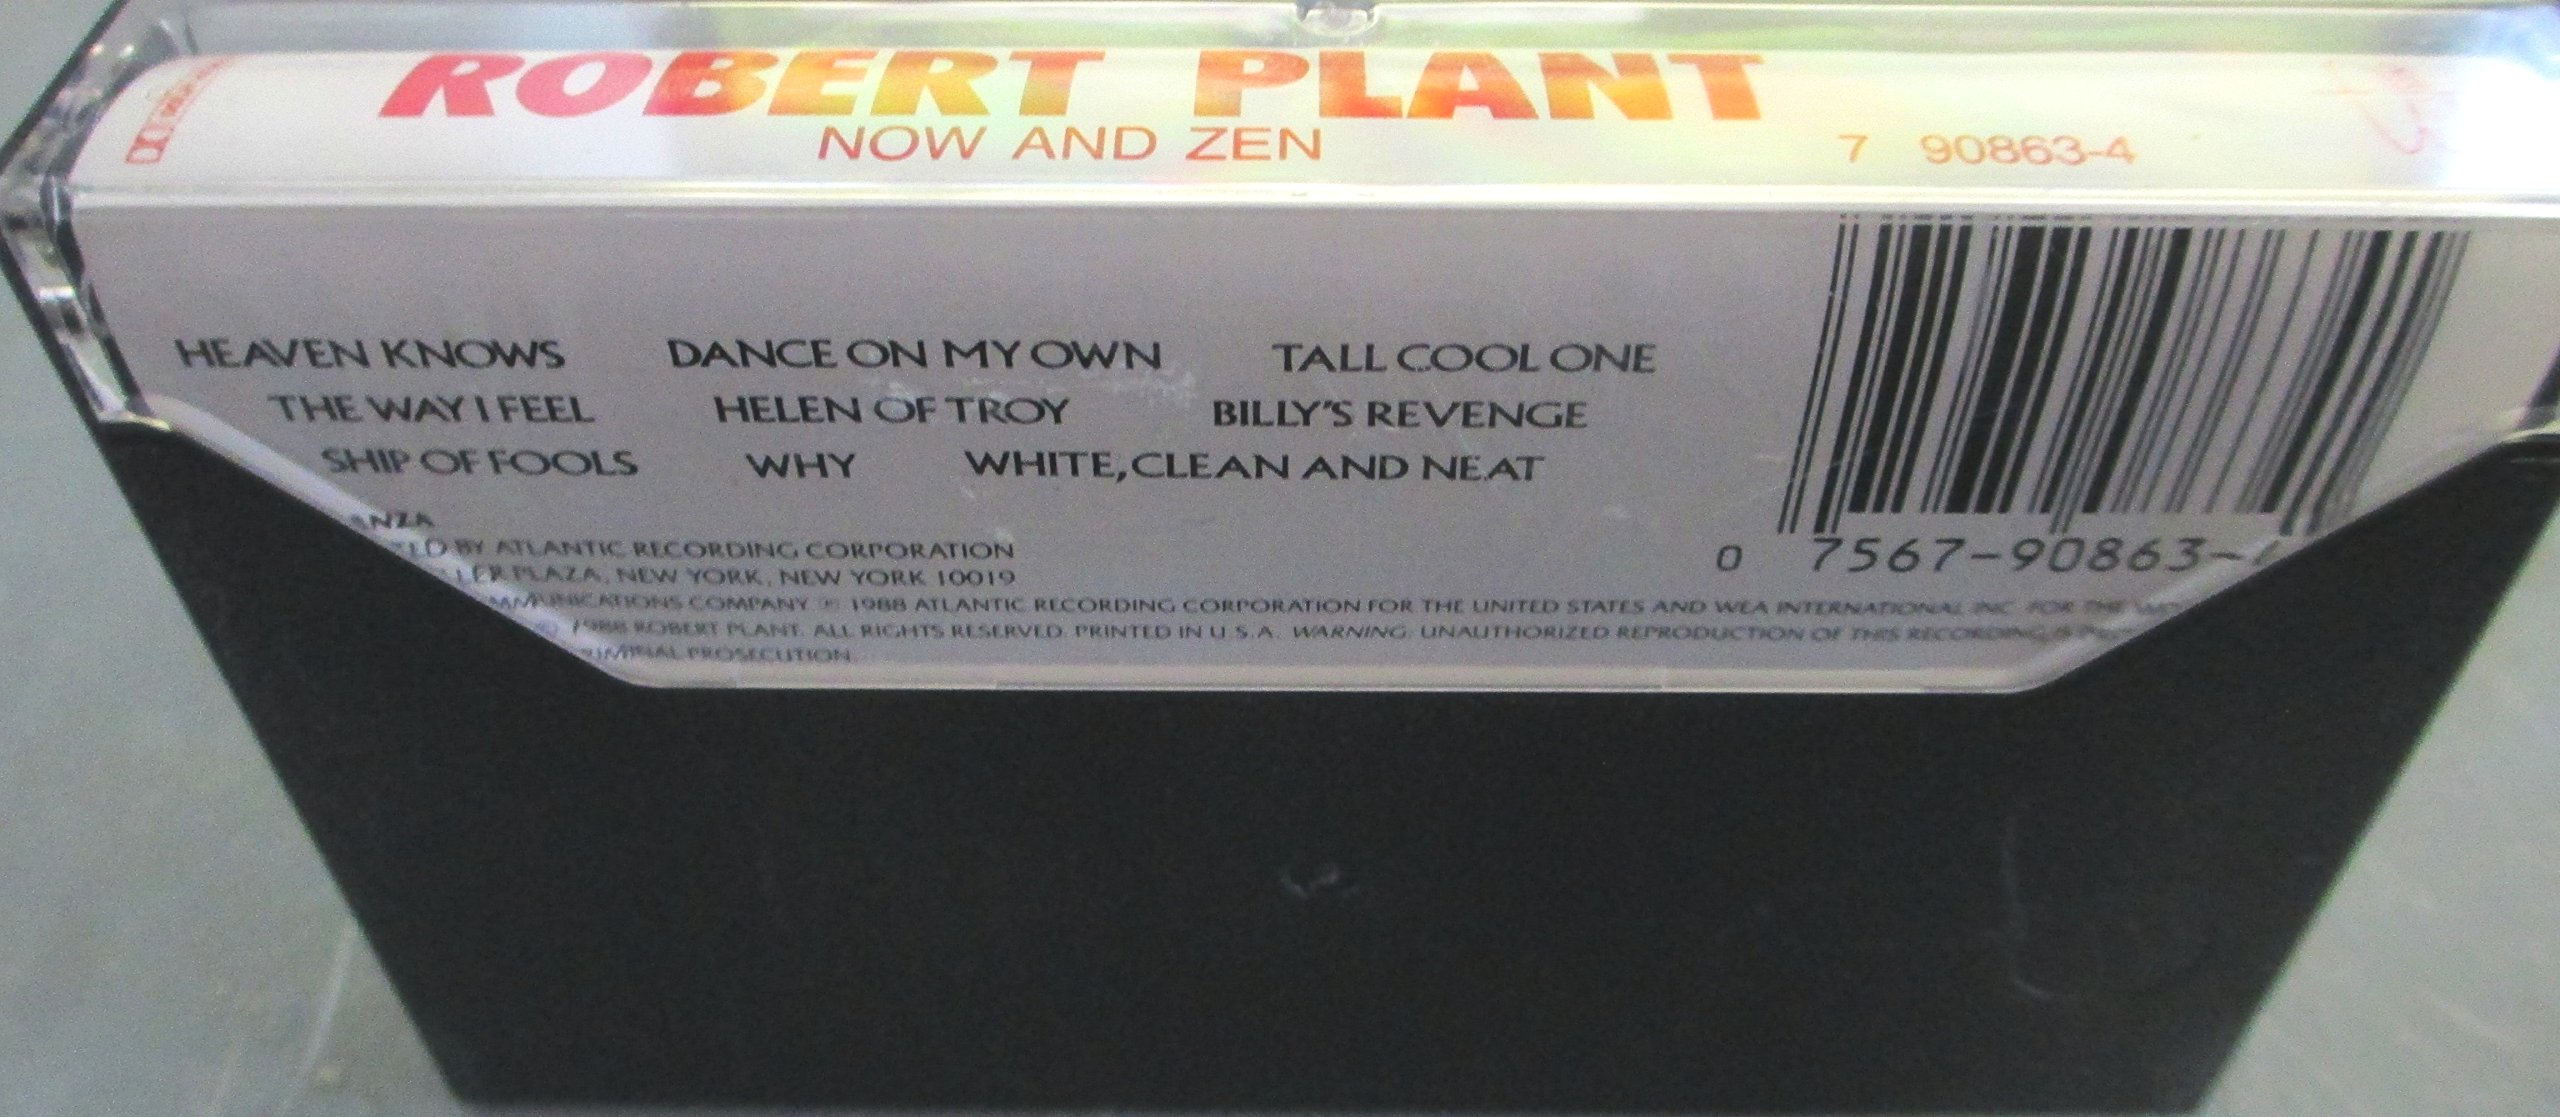 ROBERT PLANT
NOW AND ZEN
7 90863-4
HEAVEN KNOWS DANCE ON MY OWN TALL COOL ONE
THE WAY I FEEL HELEN OF TROY BILLY'S REVENGE
SHIP OF FOOLS WHY WHITE, CLEAN AND NEAT
0 7567-90863-
BY ATLANTIC RECORDING CORPORATION
PLAZA, NEW YORK, NEW YORK 10019
COMPANY ℗ 1988 ATLANTIC RECORDING CORPORATION FOR THE UNITED STATES AND WEA INTERNATIONAL INC. FOR THE
© 1988 ROBERT PLANT. ALL RIGHTS RESERVED. PRINTED IN U.S.A. WARNING: UNAUTHORIZED REPRODUCTION OF THIS RECORDING IS
PROSECUTION.